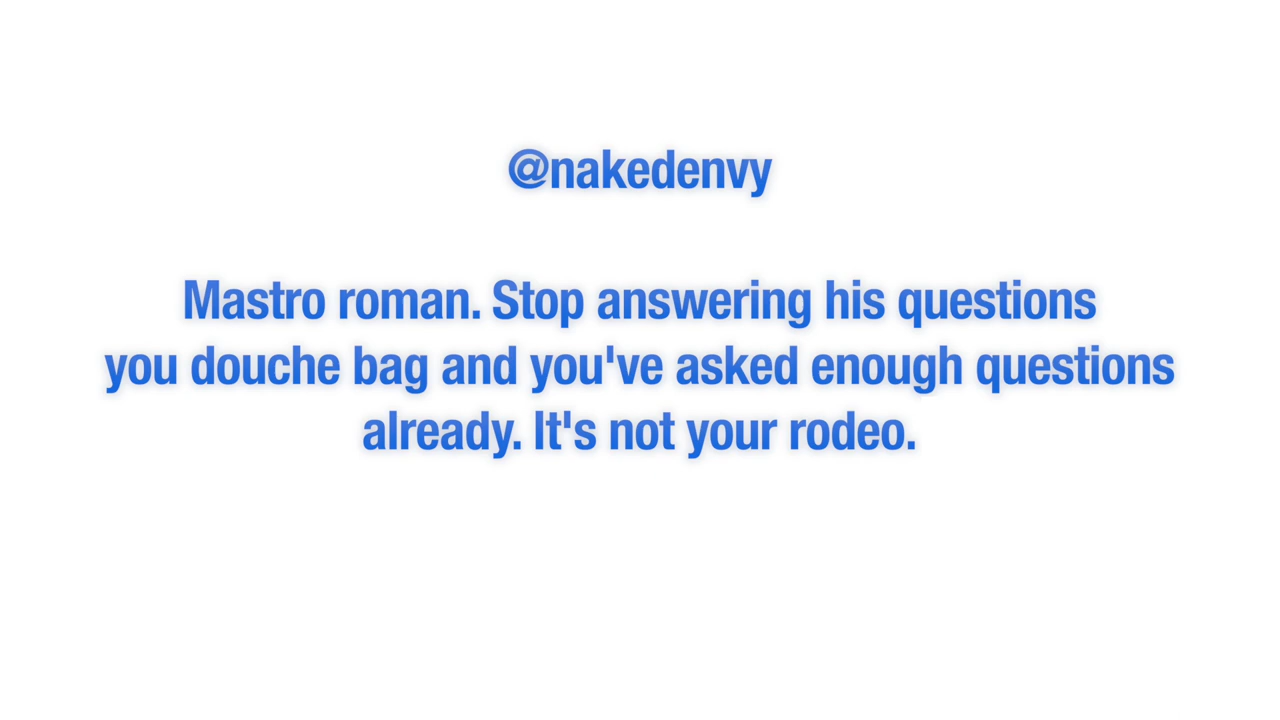 @nakedenvy
Mastro roman. Stop answering his questions
you douche bag and you've asked enough questions
already. It's not your rodeo.